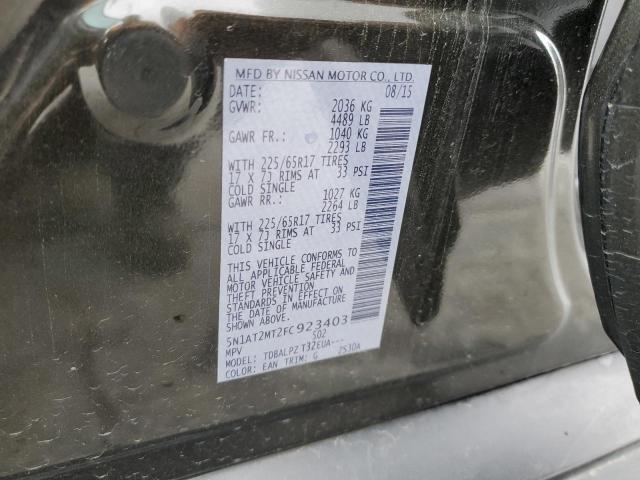 MFD BY NISSAN MOTOR CO., LTD.
DATE: 08/15
GVWR: 2036 KG
4489 LB
GAWR FR.: 1040 KG
2293 LB
WITH 225/65R17 TIRES
17 X 7J RIMS AT 33 PSI
COLD SINGLE
GAWR RR.: 1027 KG
2264 LB
WITH 225/65R17 TIRES
17 X 7J RIMS AT 33 PSI
COLD SINGLE
THIS VEHICLE CONFORMS TO
ALL APPLICABLE FEDERAL
MOTOR VEHICLE SAFETY AND
THEFT PREVENTION
STANDARDS IN EFFECT ON
THE DATE OF MANUFACTURE
5N1AT2MT2FC923403
MPV S02
MODEL: TDBALPZ T32EUA---
COLOR: EAN TRIM: G 2S30A